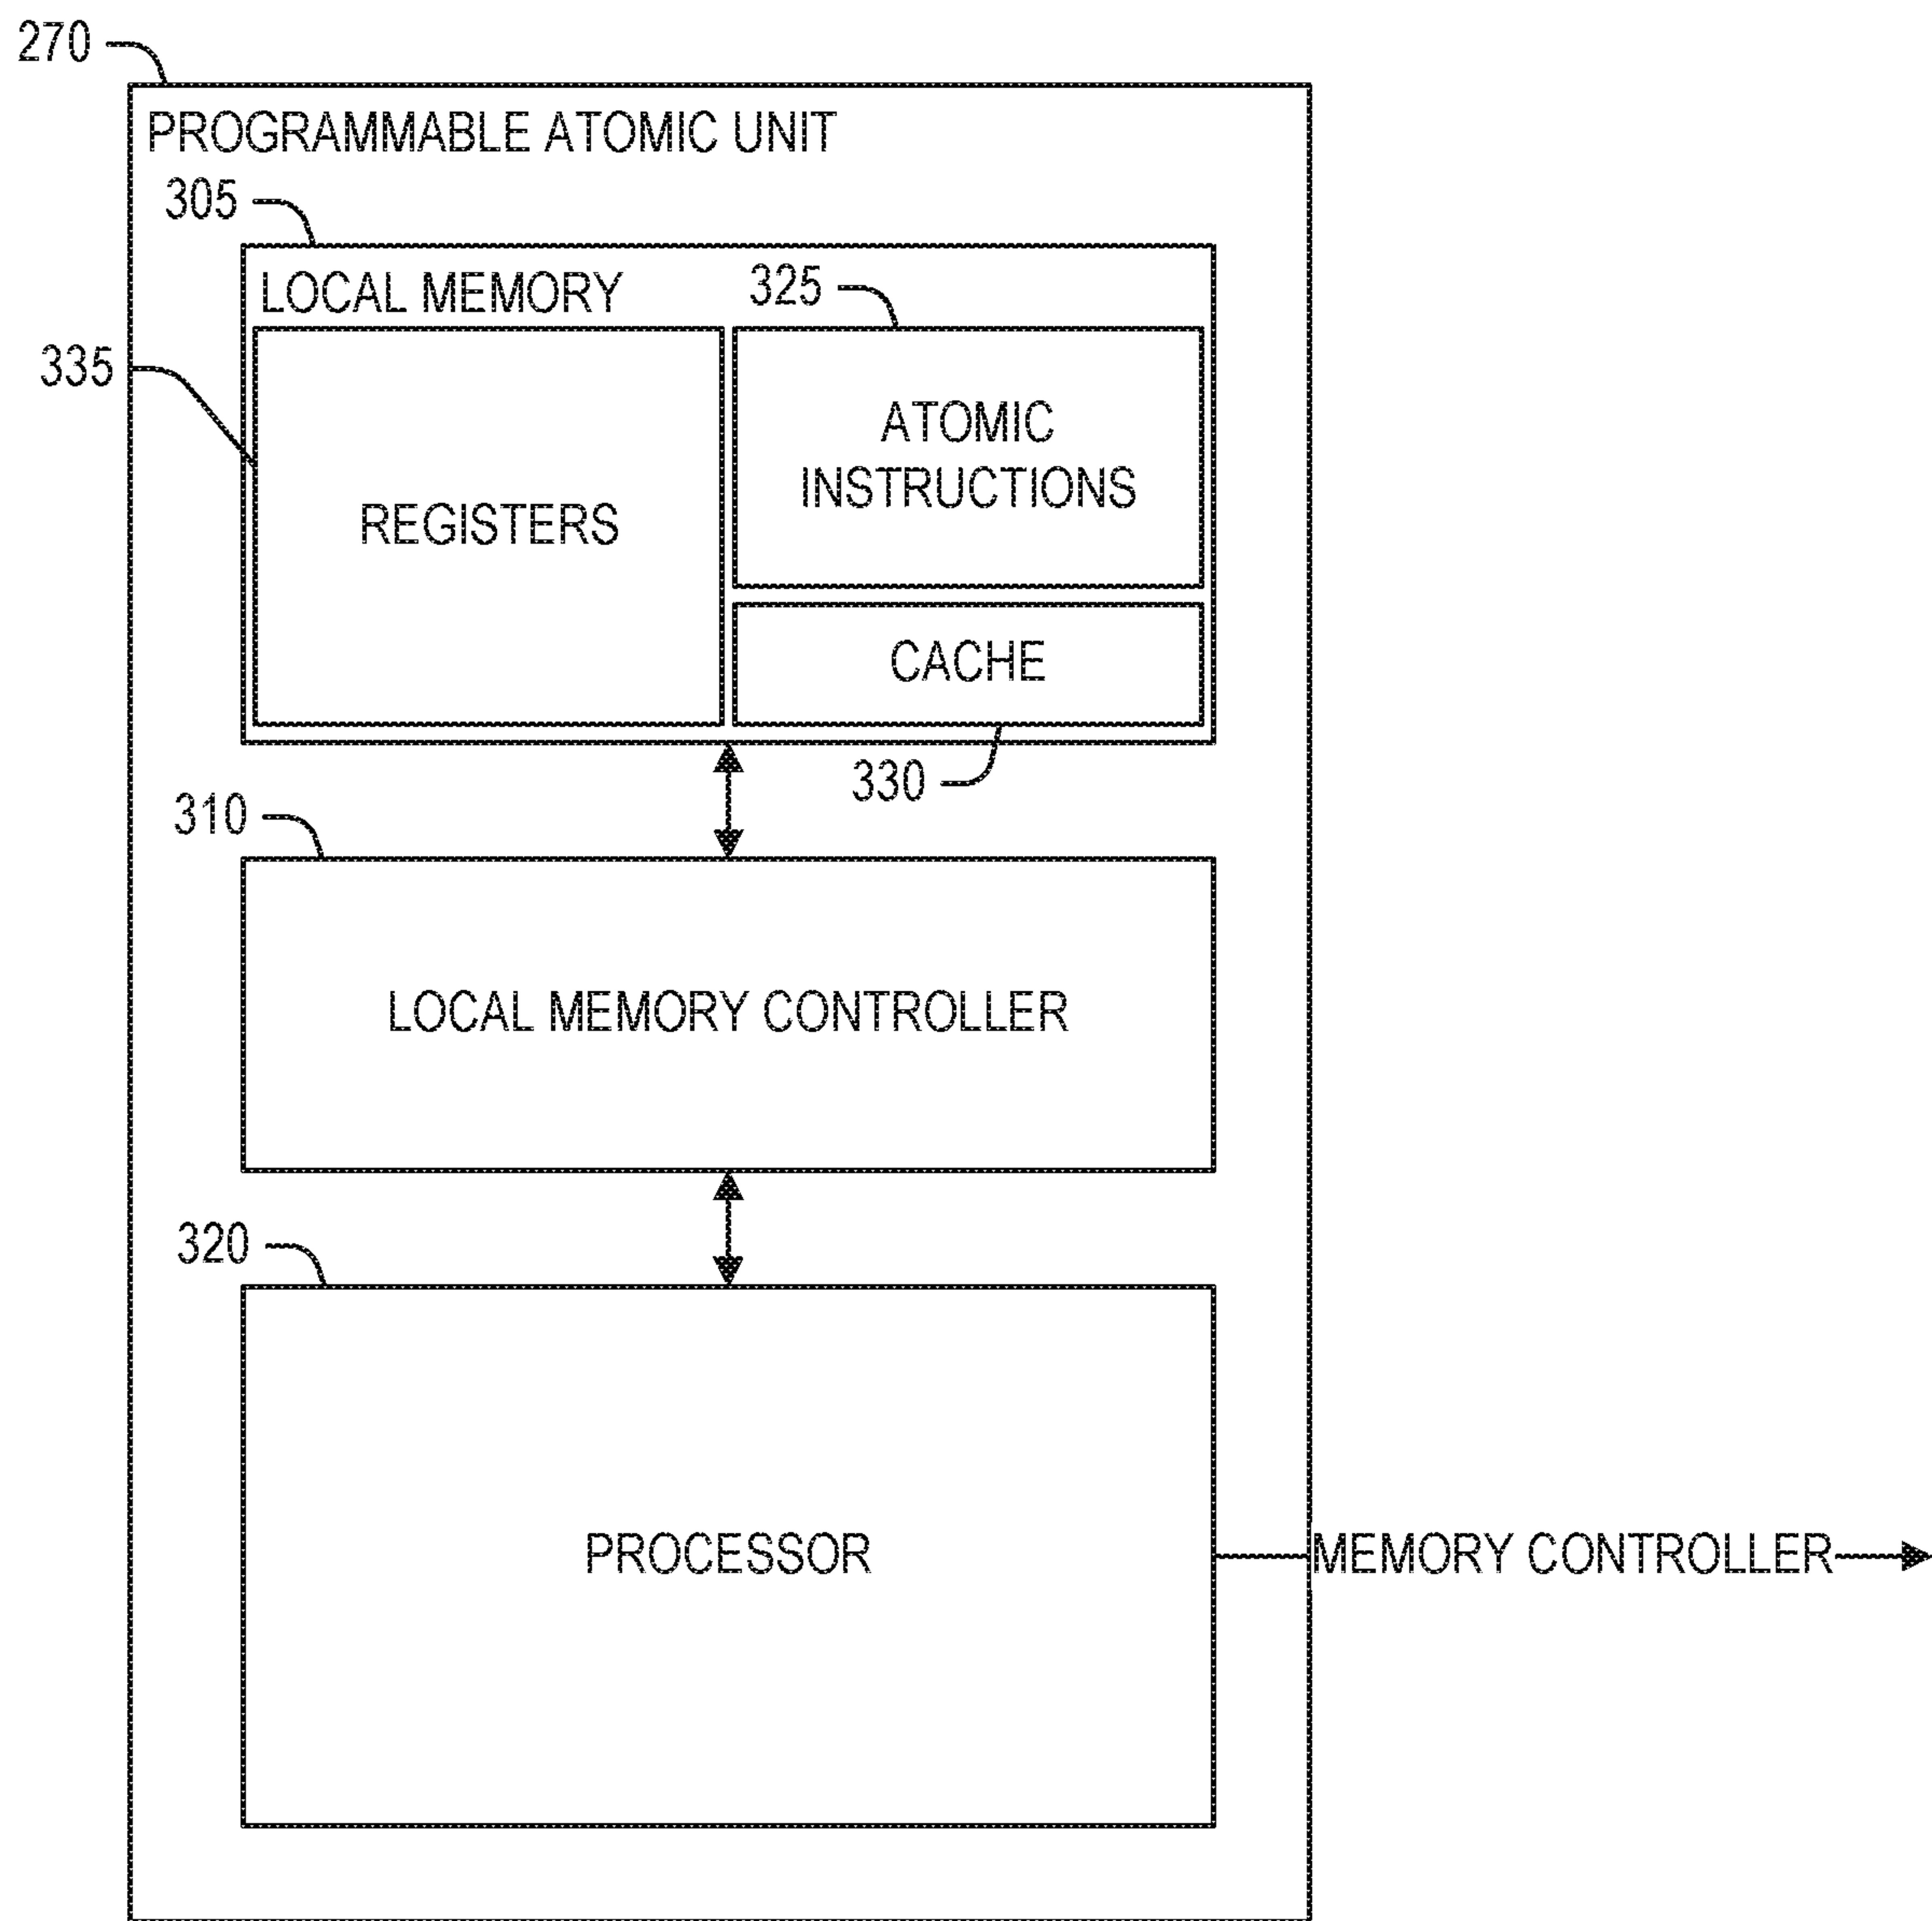 270
PROGRAMMABLE ATOMIC UNIT
305
LOCAL MEMORY
325
335
REGISTERS
ATOMIC
INSTRUCTIONS
CACHE
330
310
LOCAL MEMORY CONTROLLER
320
PROCESSOR
MEMORY CONTROLLER